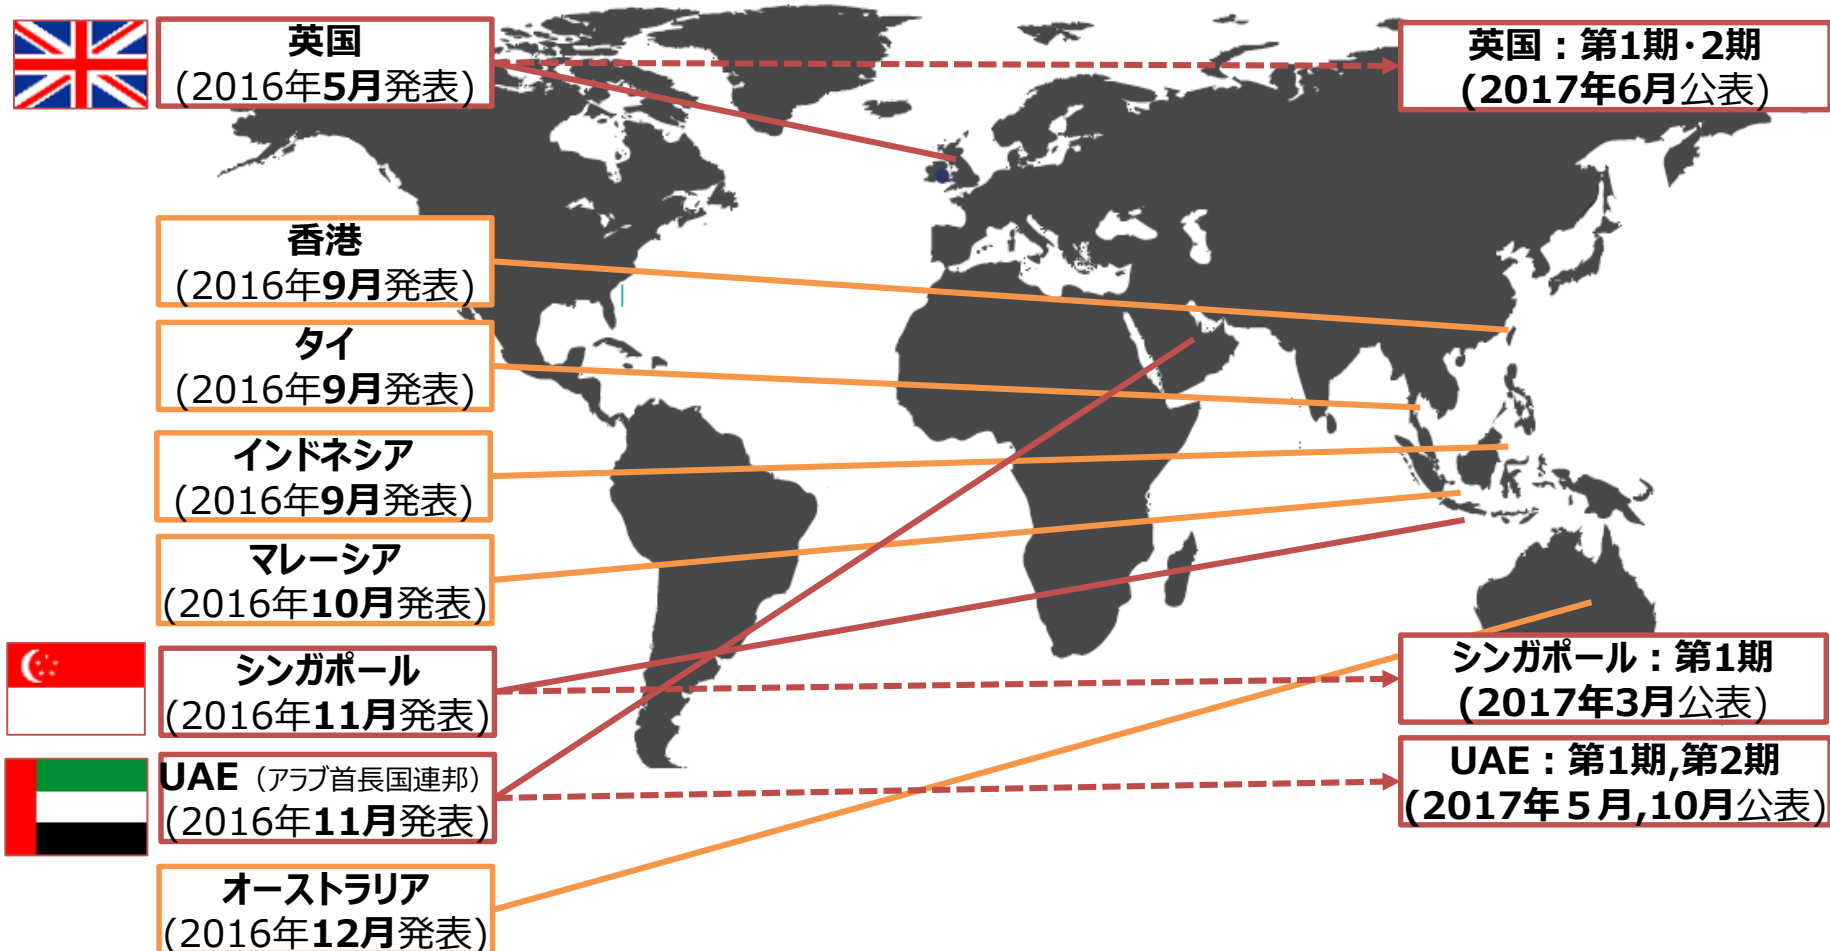 英国
(2016年5月発表)
英国：第1期･2期
(2017年6月公表)
香港
(2016年9月発表)
タイ
(2016年9月発表)
インドネシア
(2016年9月発表)
マレーシア
(2016年10月発表)
シンガポール
(2016年11月発表)
シンガポール：第1期
(2017年3月公表)
UAE（アラブ首長国連邦）
(2016年11月発表)
UAE：第1期,第2期
(2017年５月,10月公表)
オーストラリア
(2016年12月発表)